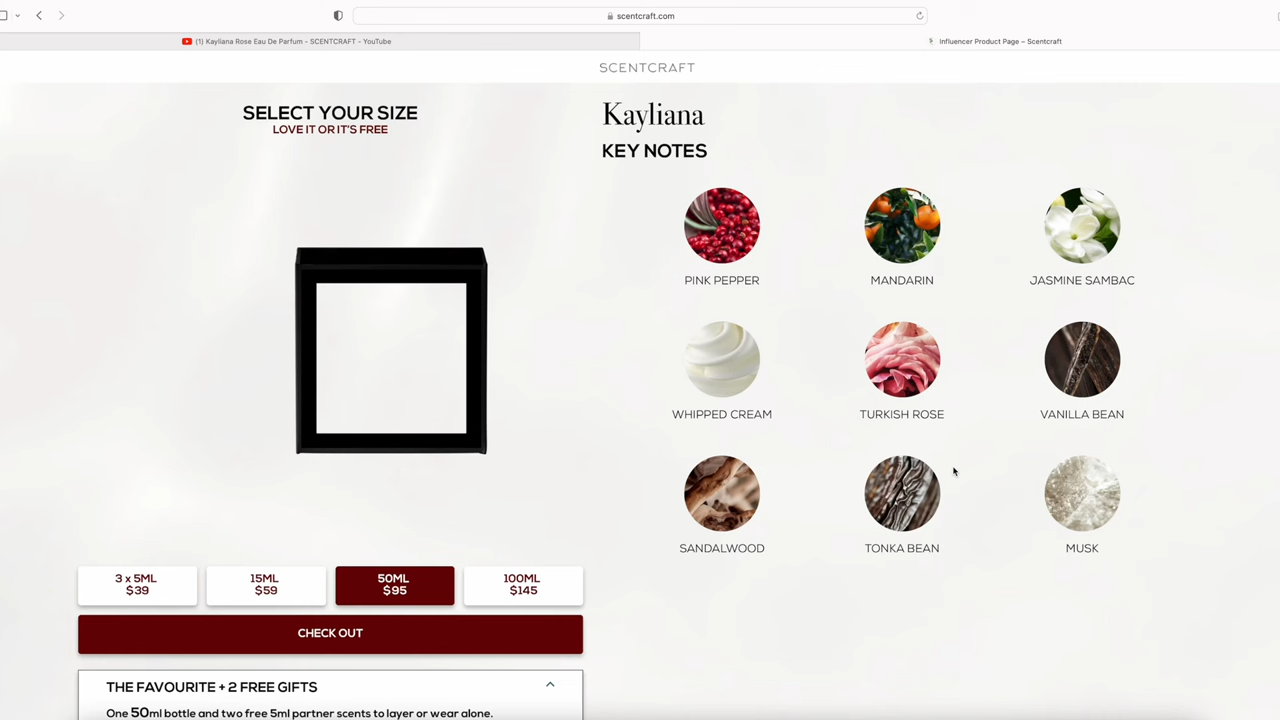 scentcraft.com
(1) Kayliana Rose Eau De Parfum - SCENTCRAFT - YouTube
Influencer Product Page – Scentcraft
SCENTCRAFT
SELECT YOUR SIZE
LOVE IT OR IT'S FREE
Kayliana
KEY NOTES
PINK PEPPER
MANDARIN
JASMINE SAMBAC
WHIPPED CREAM
TURKISH ROSE
VANILLA BEAN
SANDALWOOD
TONKA BEAN
MUSK
3 x 5ML
$39
15ML
$59
50ML
$95
100ML
$145
CHECK OUT
THE FAVOURITE + 2 FREE GIFTS
One 50ml bottle and two free 5ml partner scents to layer or wear alone.